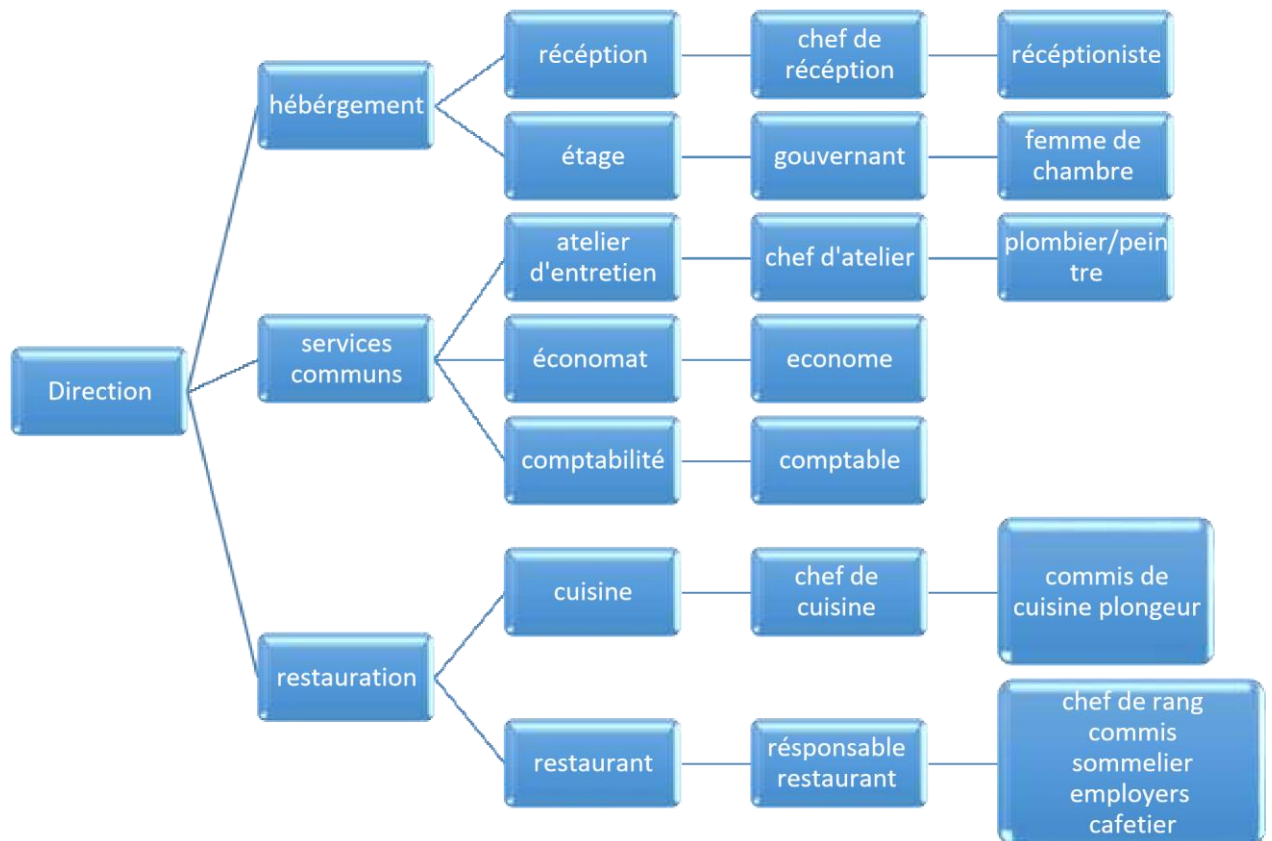 Direction
hébérgement
récéption
chef de
récéption
récéptioniste
étage
gouvernant
femme de
chambre
services
communs
atelier
d'entretien
chef d'atelier
plombier/pein
tre
économat
econome
comptabilité
comptable
restauration
cuisine
chef de
cuisine
commis de
cuisine plongeur
restaurant
résponsable
restaurant
chef de rang
commis
sommelier
employers
cafetier